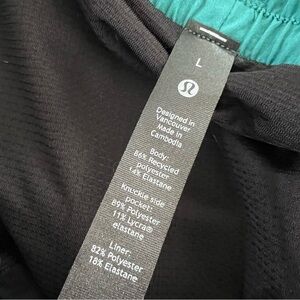 L
Designed in
Vancouver
Made in
Cambodia
Body:
86% Recycled
polyester
14% Elastane
Knuckle side
pocket:
89% Polyester
11% Lycra®
elastane
Liner:
82% Polyester
18% Elastane